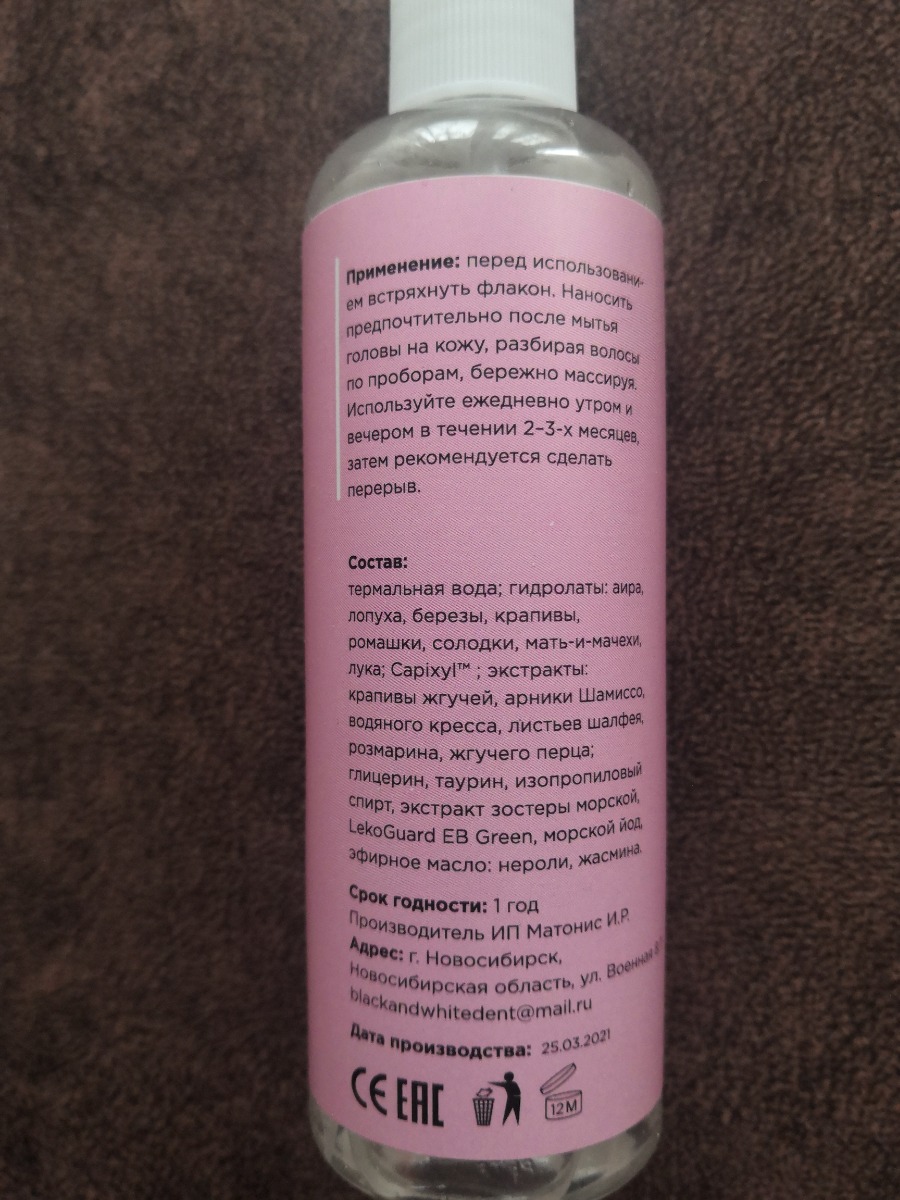 Применение: перед использовани-
ем встряхнуть флакон. Наносить
предпочтительно после мытья
головы на кожу, разбирая волосы
по проборам, бережно массируя.
Используйте ежедневно утром и
вечером в течении 2-3-х месяцев,
затем рекомендуется сделать
перерыв.
Состав:
термальная вода; гидролаты: аира,
лопуха, березы, крапивы,
ромашки, солодки, мать-и-мачехи,
лука; Capixyl™ ; экстракты:
крапивы жгучей, арники Шамиссо,
водяного кресса, листьев шалфея,
розмарина, жгучего перца;
глицерин, таурин, изопропиловый
спирт, экстракт зостеры морской,
LekoGuard EB Green, морской йод,
эфирное масло: нероли, жасмина.
Срок годности: 1 год
Производитель ИП Матонис И.Р.
Адрес: г. Новосибирск,
Новосибирская область, ул. Военная
blackandwhitedent@mail.ru
Дата производства: 25.03.2021
CE EAC 12M